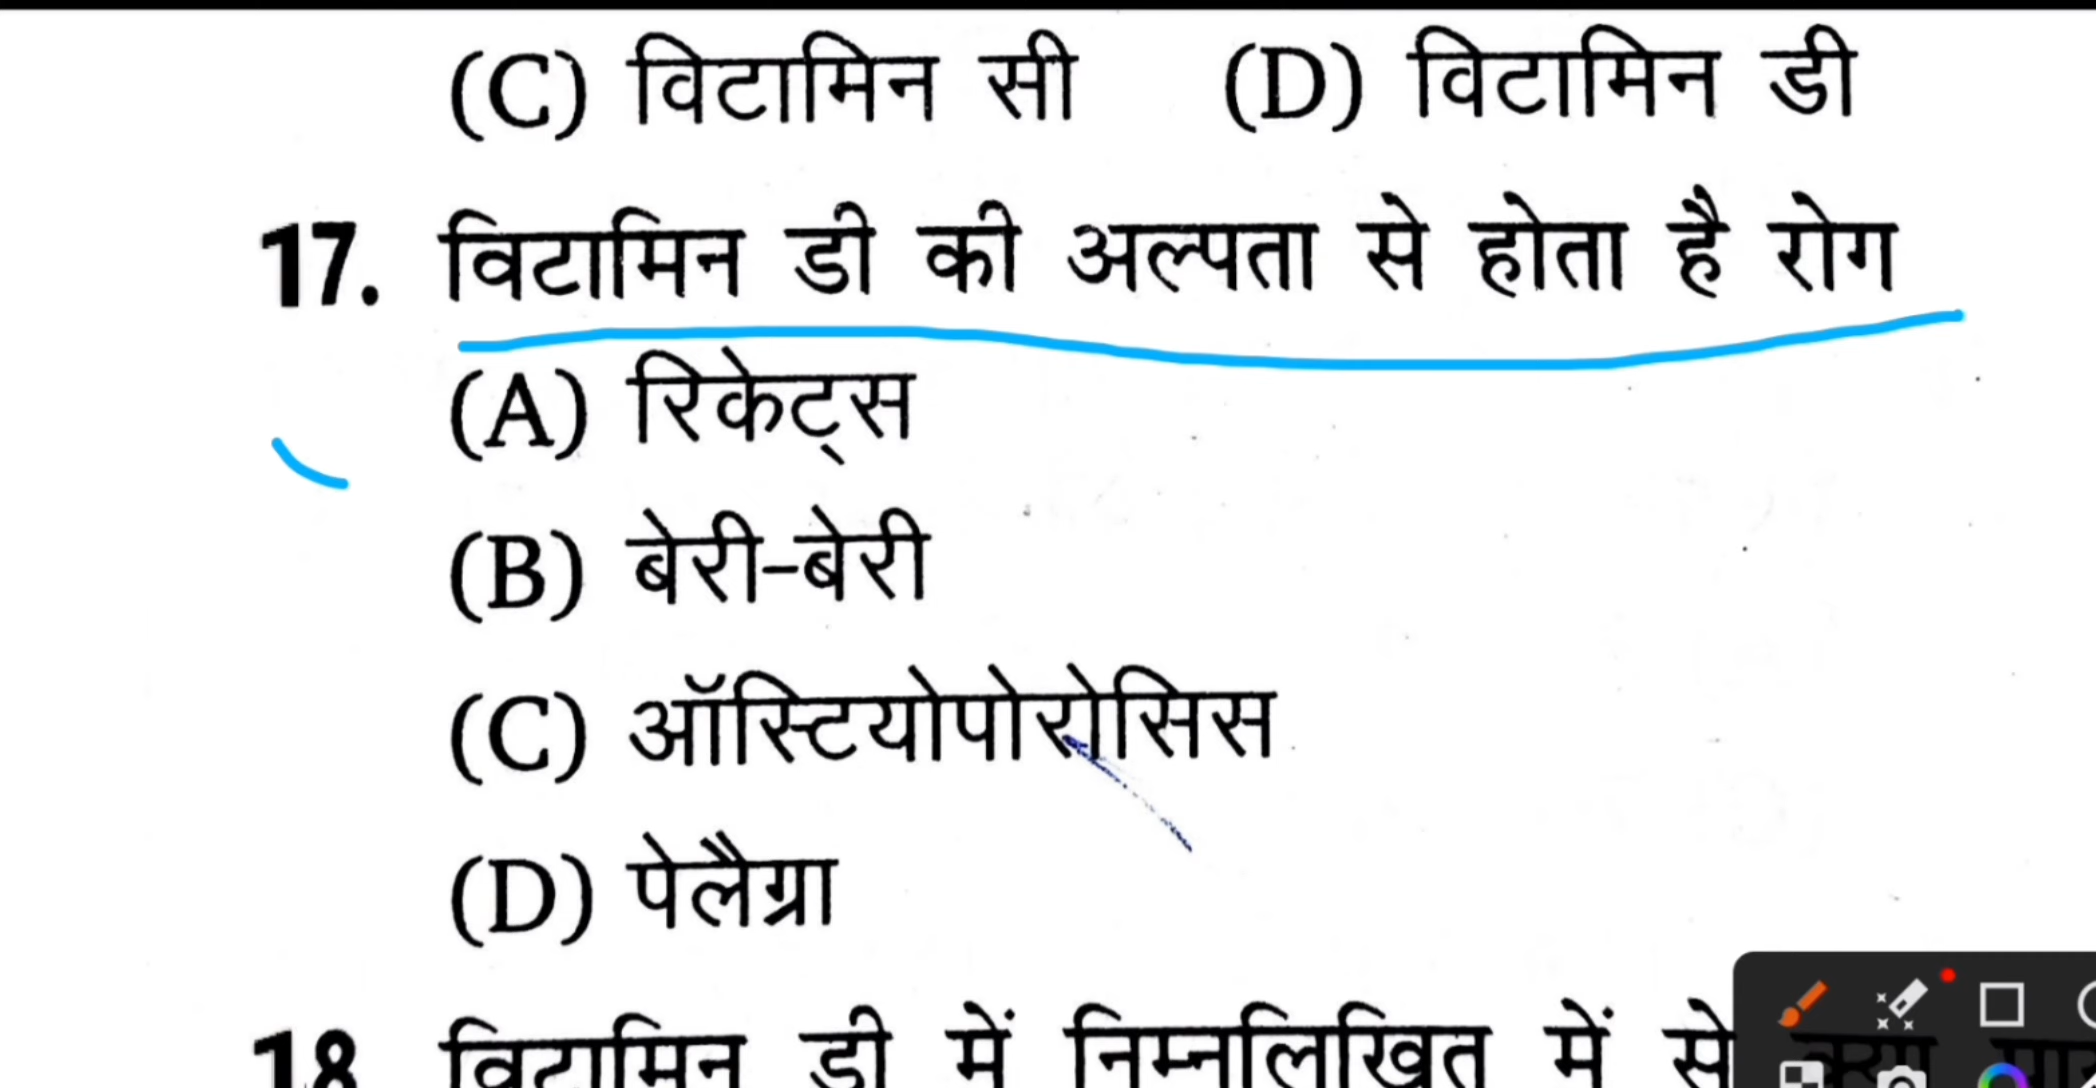 (C) विटामिन सी (D) विटामिन डी
17. विटामिन डी की अल्पता से होता है रोग
(A) रिकेट्स
(B) बेरी-बेरी
(C) ऑस्टियोपोरोसिस
(D) पेलैग्रा
18 विटामिन डी में निम्नलिखित में से